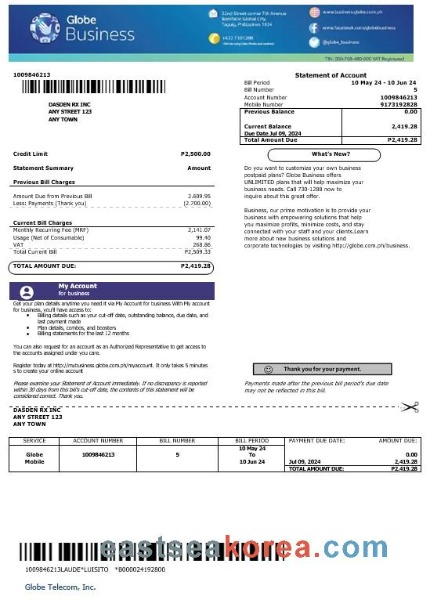 Globe
Business
32nd Street corner 7th Avenue
Bonifacio Global City,
Taguig, Philippines 1634
www.business.globe.com.ph
www.facebook.com/globebusiness
@globe_business
1009846213
DASDEN RX INC
ANY STREET 123
ANY TOWN
Statement of Account
Bill Period 10 May 24 - 10 Jun 24
Bill Number 5
Account Number 1009846213
Mobile Number 9173192828
Previous Balance 0.00
Current Balance 2,419.28
Due Date Jul 09, 2024
Total Amount Due P2,419.28
Credit Limit P2,500.00
Statement Summary Amount
Previous Bill Charges
Amount Due from Previous Bill 2,609.95
Less: Payments (Thank you) (2,700.00)
Current Bill Charges
Monthly Recurring Fee (MRF) 2,141.07
Usage (Net of Consumable) 99.40
VAT 268.86
Total Current Bill P2,509.33
TOTAL AMOUNT DUE: P2,419.28
What's New?
Do you want to customize your own business
postpaid plans? Globe Business offers
UNLIMITED plans that will help maximize your
business needs. Call 730-1288 now to
inquire about this great offer.
Business, our prime motivation is to provide your
business with empowering solutions that help
you maximize profits, minimize costs, and stay
connected with your staff and your clients.Learn
more about new business solutions and
corporate technologies by visiting http://globe.com.ph/business.
My Account
for business
Get your plan details anytime you need it via My Account for business With My account
for business, you'll have access to:
• Billing details such as your cut-off date, outstanding balance, due date, and
last payment made
• Plan details, combos, and boosters
• Billing statements for the last 12 months
You can also request for an account as an Authorized Representative to get access to
the accounts assigned under you care.
Register today at http://mybusiness.globe.com.ph/myaccount. It only takes 5 minutes
s to create your online account
Please examine your Statement of Account immediately. If no discrepancy is reported
within 30 days from this bill's cut-off date, the contents of this statement will be
considered correct. Thank you.
Thank you for your payment.
Payments made after the previous bill period's due date
may not be reflected in this bill.
DASDEN RX INC
ANY STREET 123
ANY TOWN
SERVICE ACCOUNT NUMBER BILL NUMBER BILL PERIOD PAYMENT DUE DATE: AMOUNT DUE:
Globe Mobile 1009846213 5 10 May 24 To 10 Jun 24 0.00
Jul 09, 2024 2,419.28
TOTAL AMOUNT DUE: P2,419.28
eastseakorea.com
1009846213LAUDE*LUISITO *B000024192800
Globe Telecom, Inc.